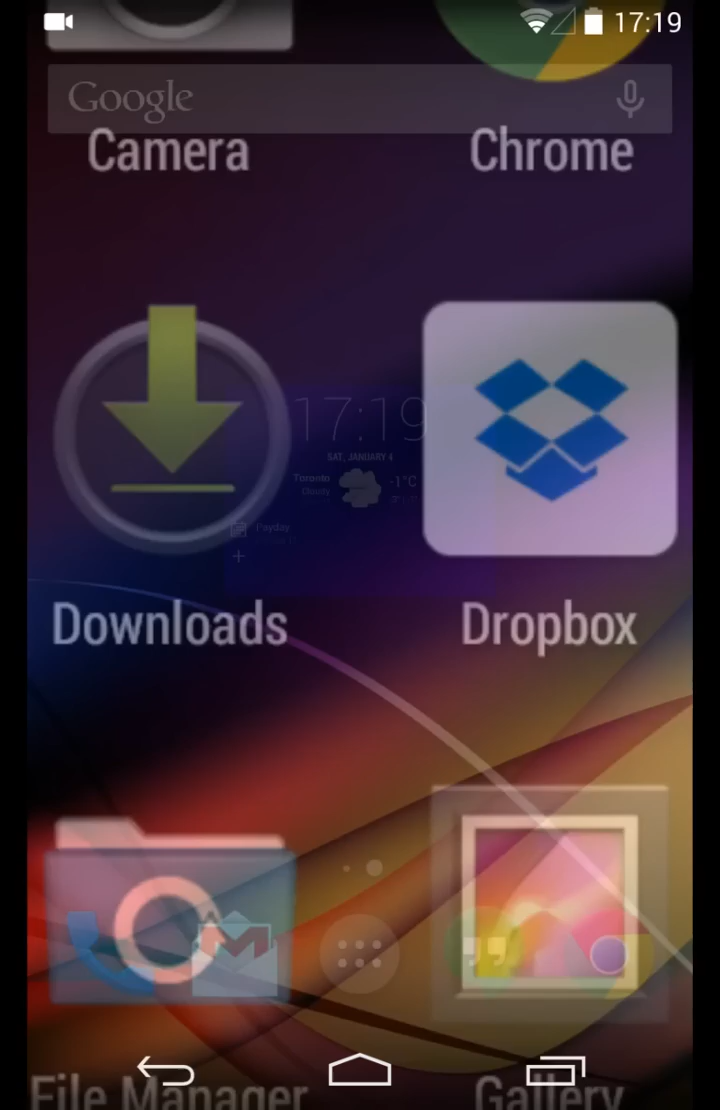 17:19
Google
Camera
Chrome
17:19
SAT, JANUARY 4
Toronto
Cloudy
-1°C
Payday
+
Downloads
Dropbox
File Manager
Gallery